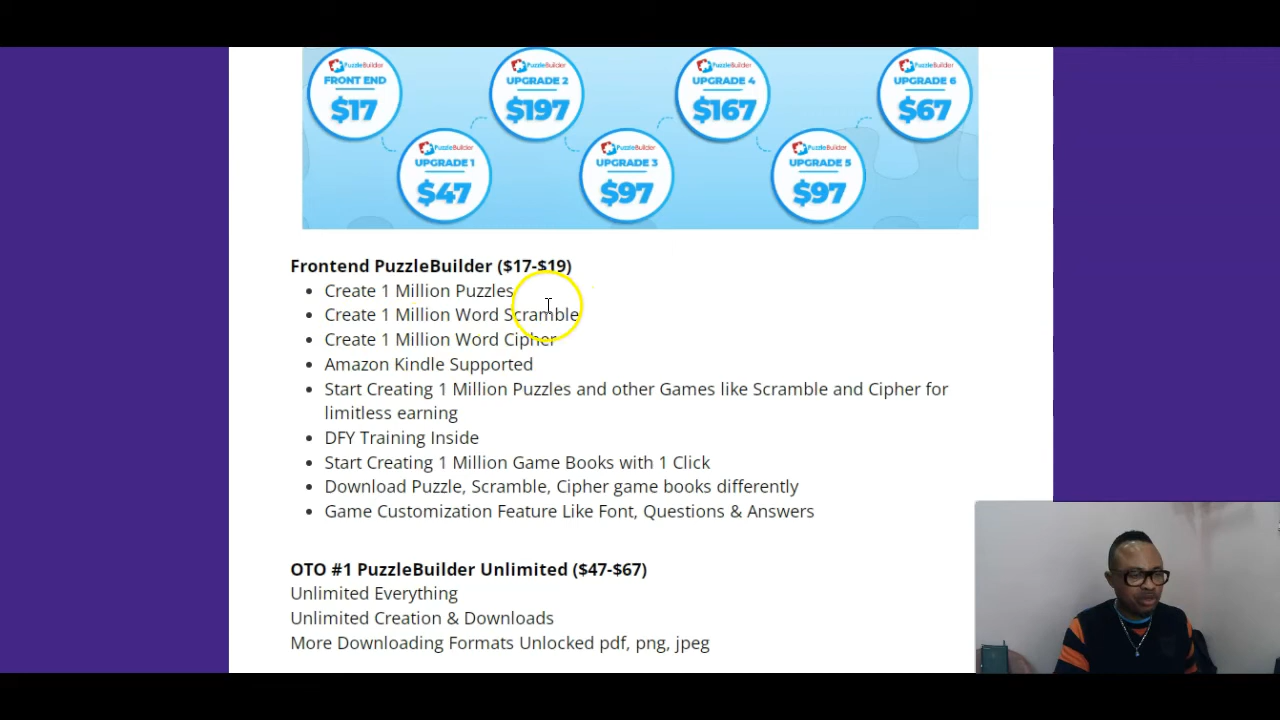 PuzzleBuilder
FRONT END
$17
PuzzleBuilder
UPGRADE 2
$197
PuzzleBuilder
UPGRADE 4
$167
PuzzleBuilder
UPGRADE 6
$67
PuzzleBuilder
UPGRADE 1
$47
PuzzleBuilder
UPGRADE 3
$97
PuzzleBuilder
UPGRADE 5
$97
Frontend PuzzleBuilder ($17-$19)
• Create 1 Million Puzzles
• Create 1 Million Word Scramble
• Create 1 Million Word Cipher
• Amazon Kindle Supported
• Start Creating 1 Million Puzzles and other Games like Scramble and Cipher for
limitless earning
• DFY Training Inside
• Start Creating 1 Million Game Books with 1 Click
• Download Puzzle, Scramble, Cipher game books differently
• Game Customization Feature Like Font, Questions & Answers
OTO #1 PuzzleBuilder Unlimited ($47-$67)
Unlimited Everything
Unlimited Creation & Downloads
More Downloading Formats Unlocked pdf, png, jpeg